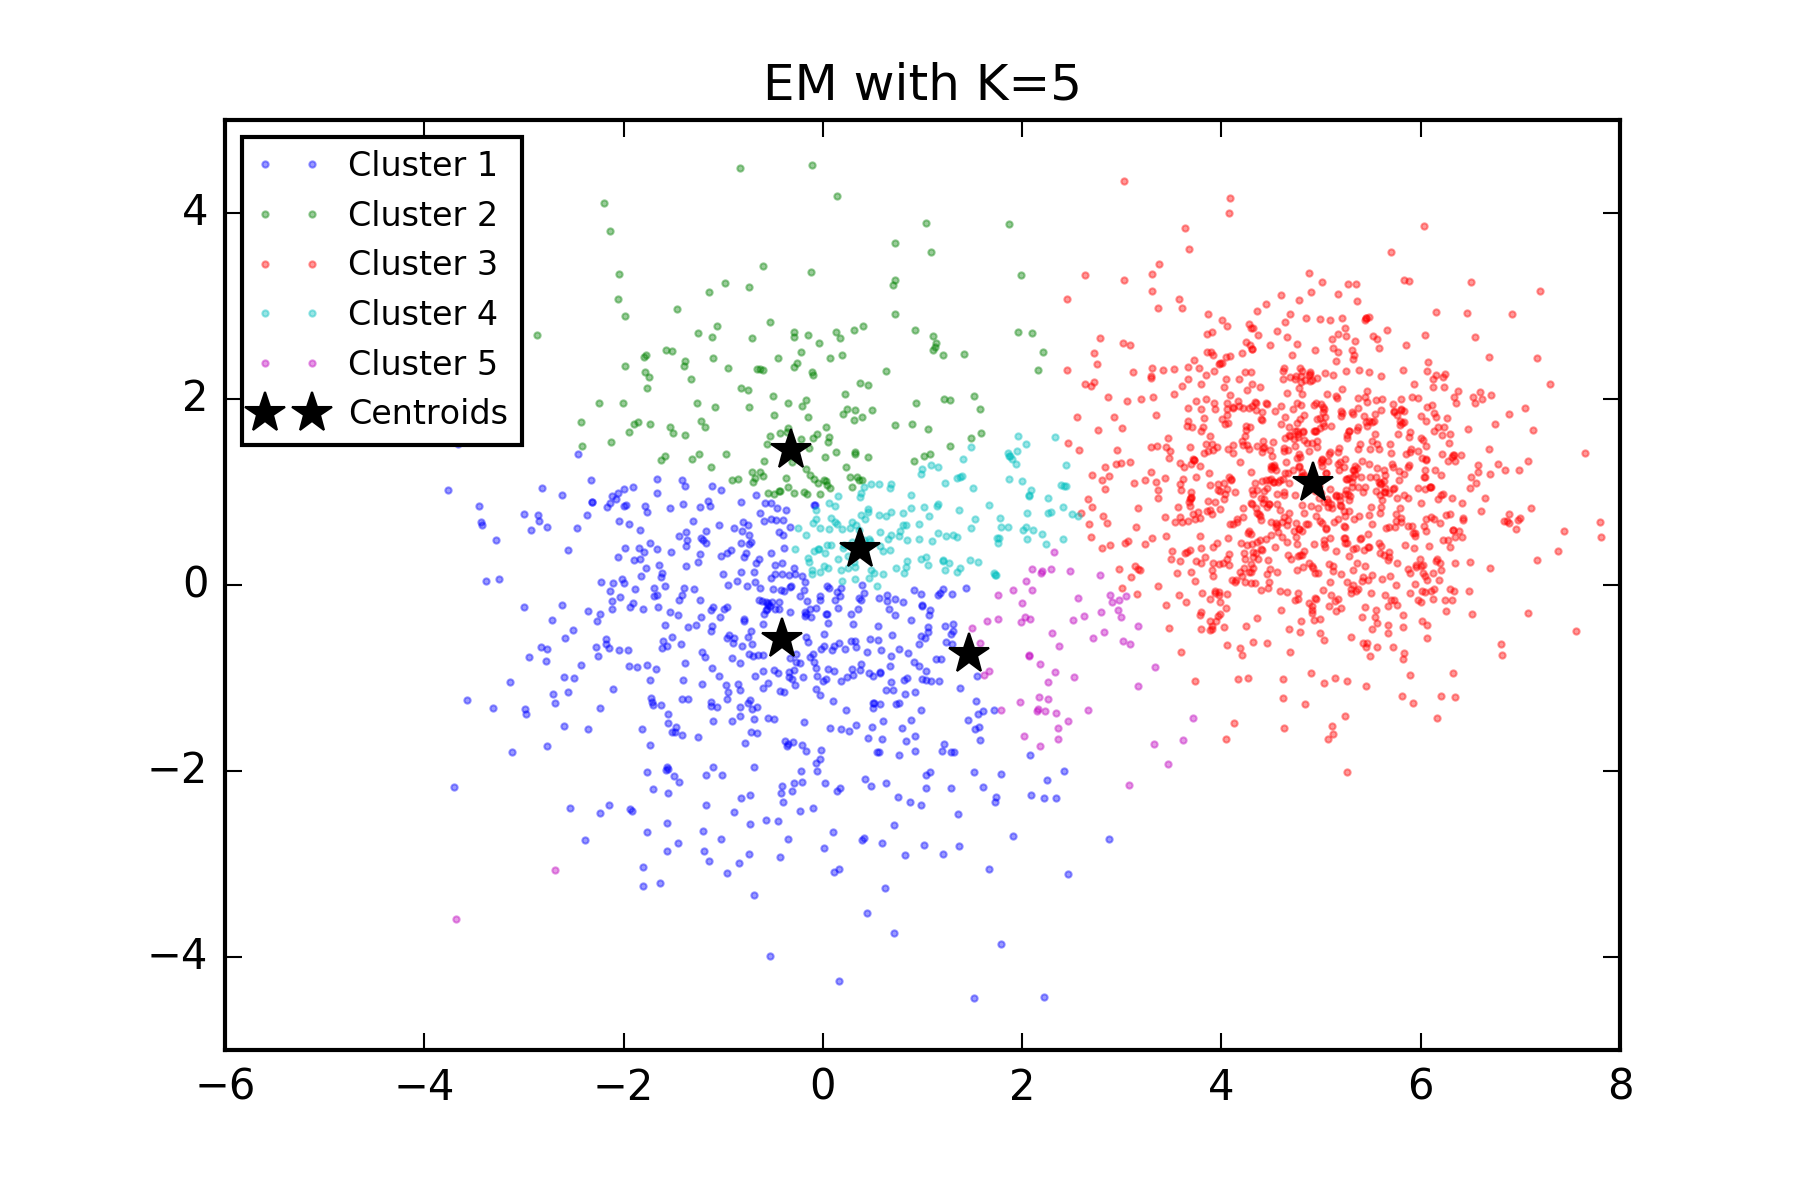 EM with K=5
Cluster 1
Cluster 2
Cluster 3
Cluster 4
Cluster 5
Centroids
4
2
0
−2
−4
−6 −4 −2 0 2 4 6 8